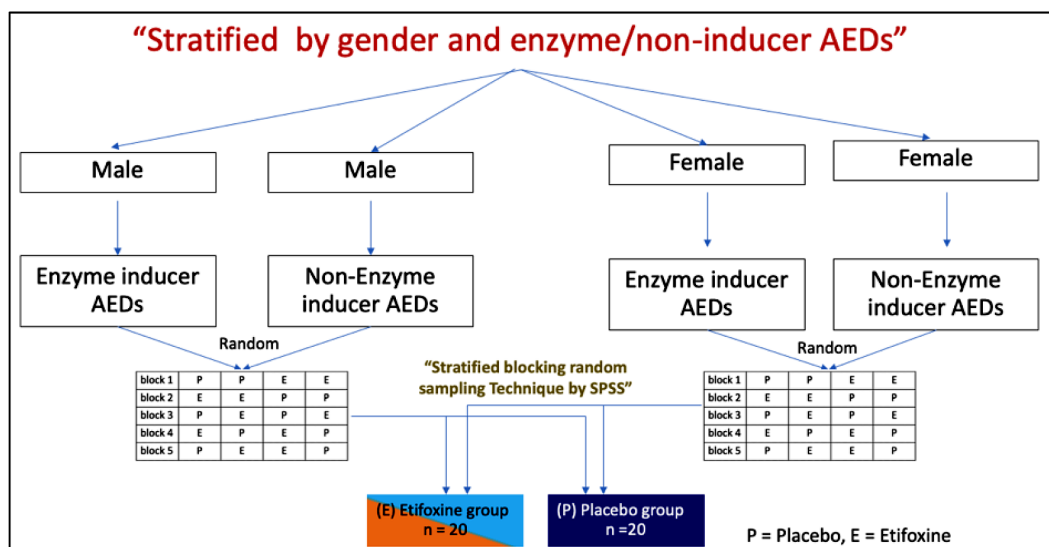 “Stratified by gender and enzyme/non-inducer AEDs”
Male
Male
Female
Female
Enzyme inducer
AEDs
Non-Enzyme
inducer AEDs
Enzyme inducer
AEDs
Non-Enzyme
inducer AEDs
Random
Random
block 1 P P E E
block 2 E E P P
block 3 P E P E
block 4 E P E P
block 5 P E E P
“Stratified blocking random
sampling Technique by SPSS”
block 1 P P E E
block 2 E E P P
block 3 P E P E
block 4 E P E P
block 5 P E E P
(E) Etifoxine group
n = 20
(P) Placebo group
n =20
P = Placebo, E = Etifoxine